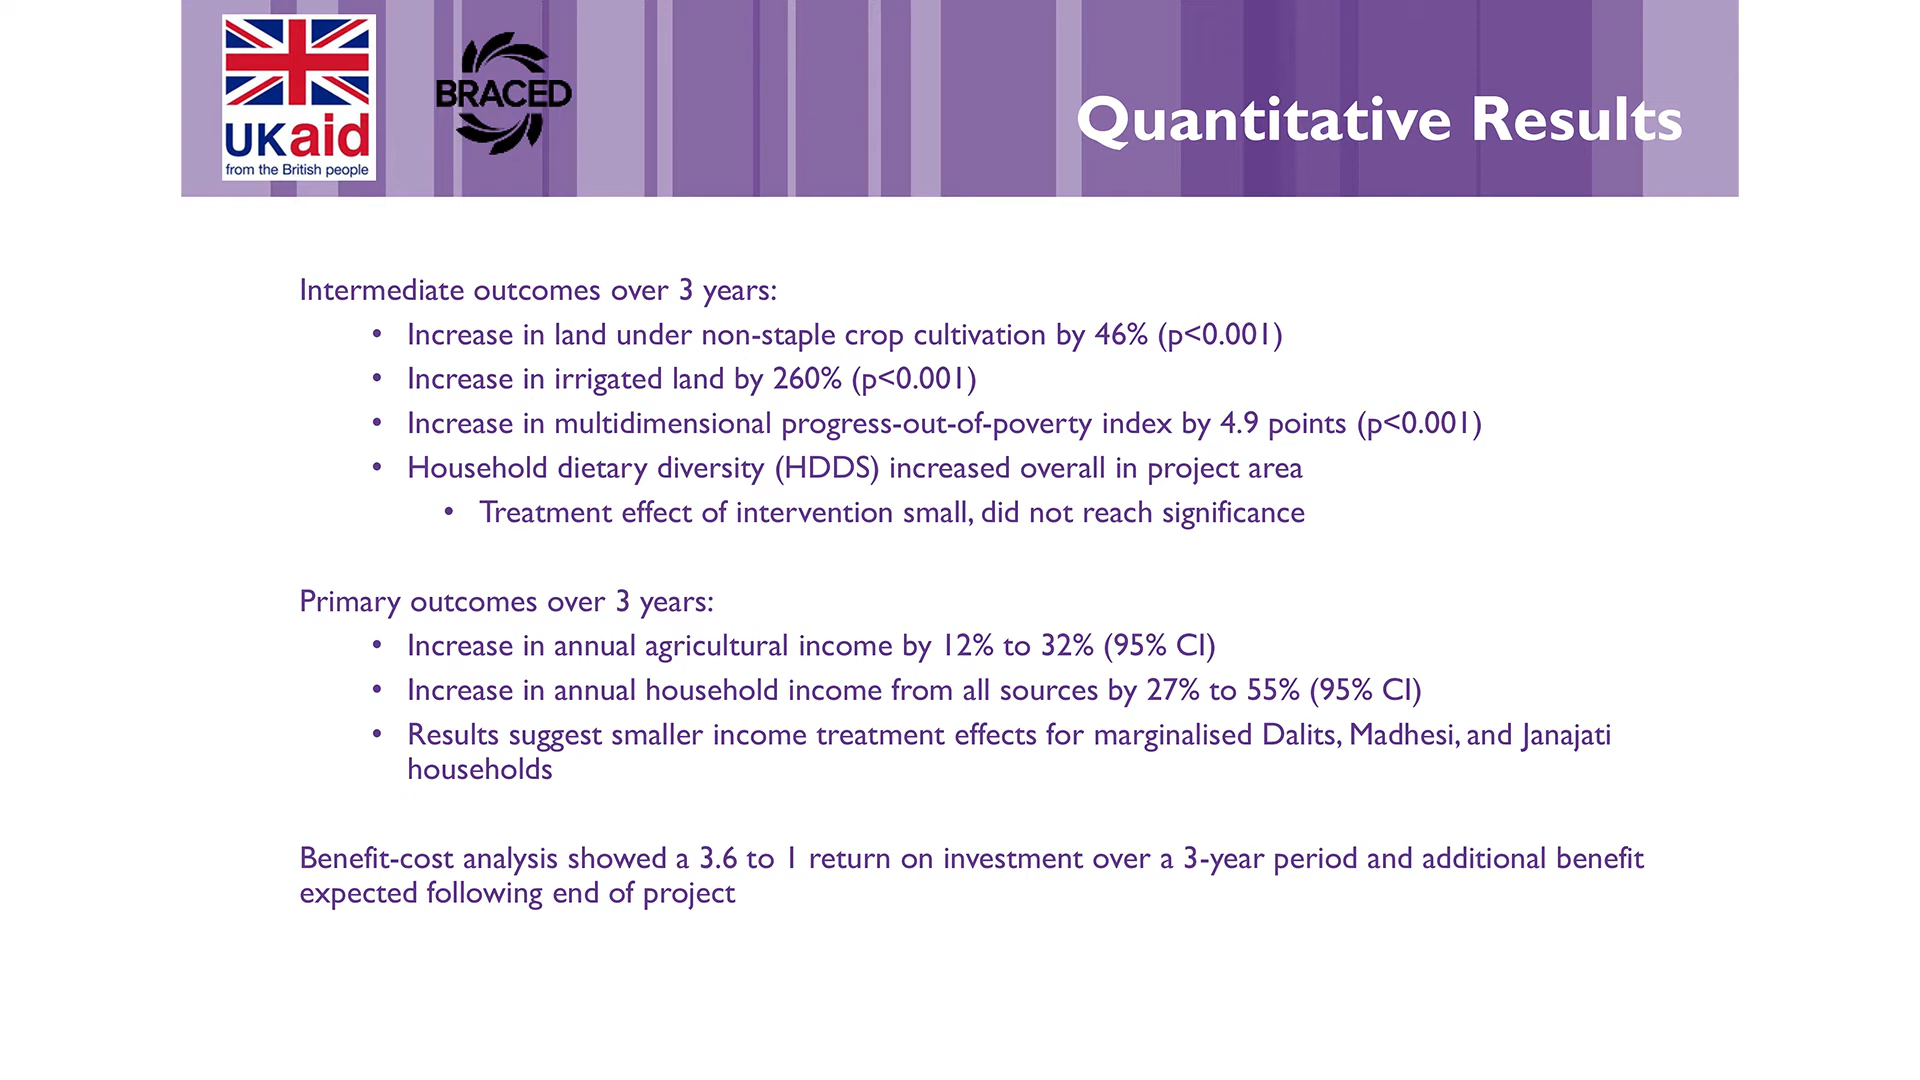 UKaid
from the British people
BRACED
Quantitative Results
Intermediate outcomes over 3 years:
• Increase in land under non-staple crop cultivation by 46% (p<0.001)
• Increase in irrigated land by 260% (p<0.001)
• Increase in multidimensional progress-out-of-poverty index by 4.9 points (p<0.001)
• Household dietary diversity (HDDS) increased overall in project area
• Treatment effect of intervention small, did not reach significance
Primary outcomes over 3 years:
• Increase in annual agricultural income by 12% to 32% (95% CI)
• Increase in annual household income from all sources by 27% to 55% (95% CI)
• Results suggest smaller income treatment effects for marginalised Dalits, Madhesi, and Janajati
households
Benefit-cost analysis showed a 3.6 to 1 return on investment over a 3-year period and additional benefit
expected following end of project